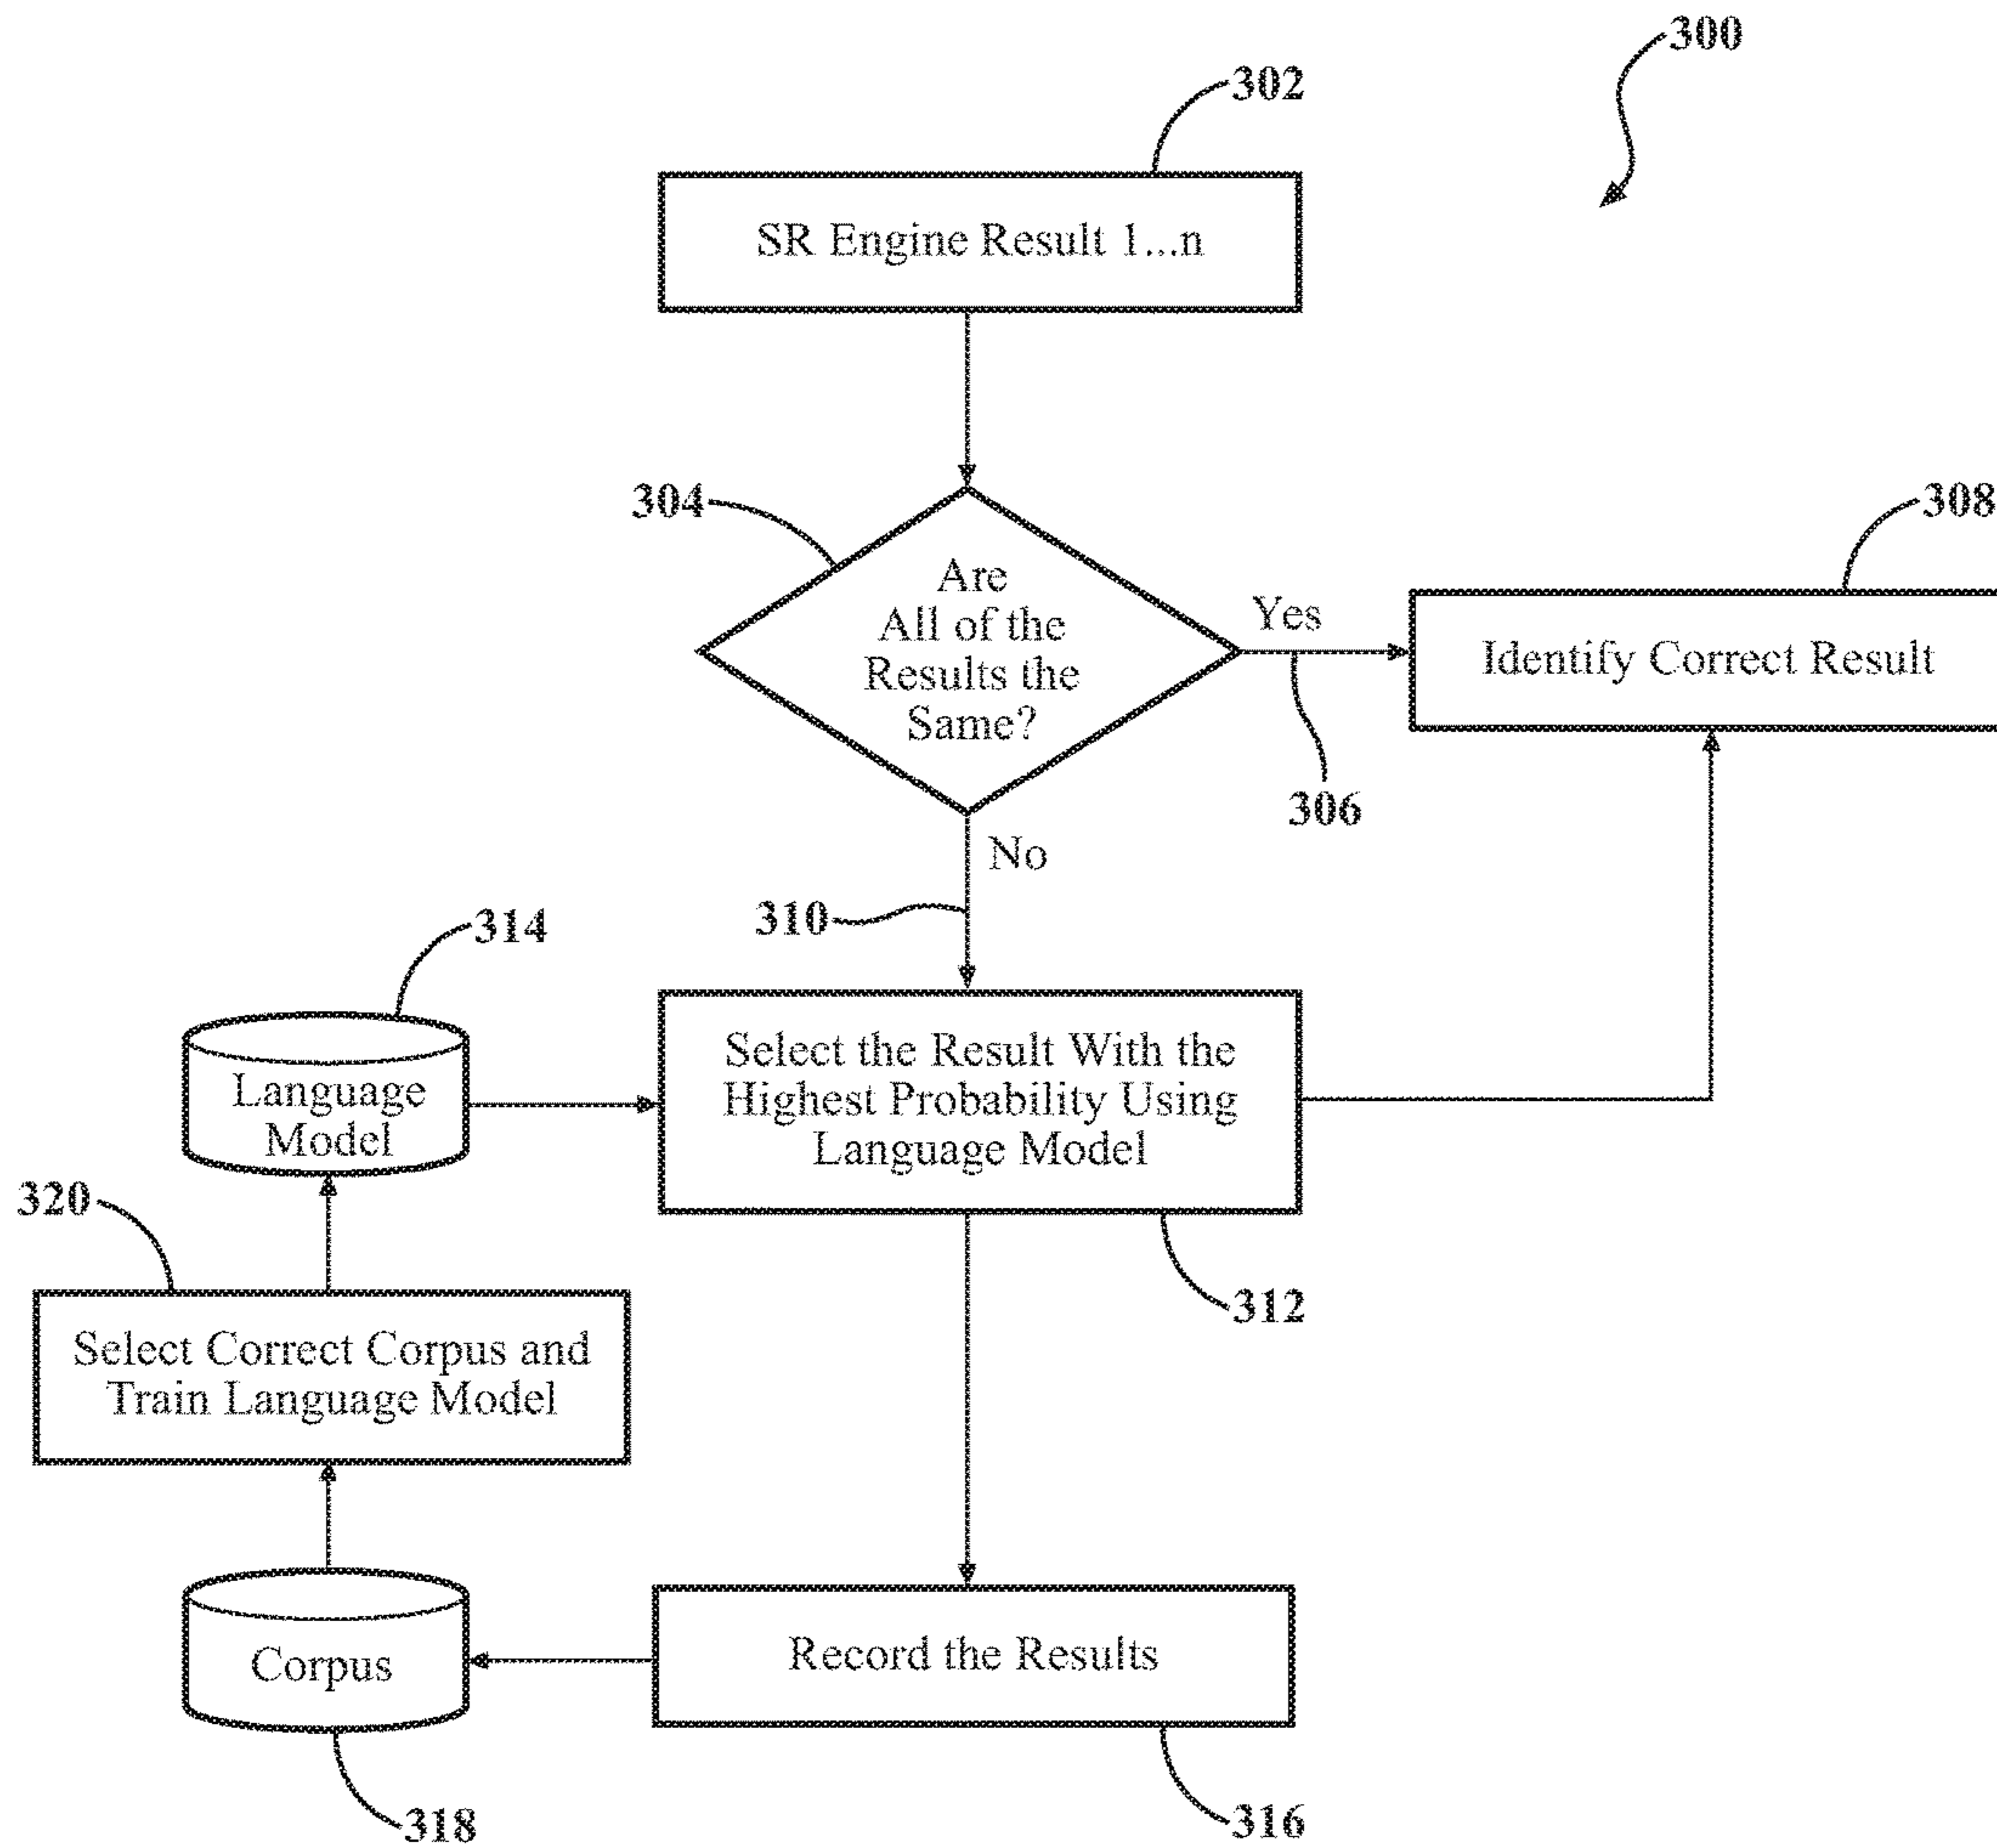 300
302
SR Engine Result 1...n
304
Are
All of the
Results the
Same?
Yes
306
308
Identify Correct Result
No
310
314
Language
Model
Select the Result With the
Highest Probability Using
Language Model
312
320
Select Correct Corpus and
Train Language Model
Corpus
318
Record the Results
316